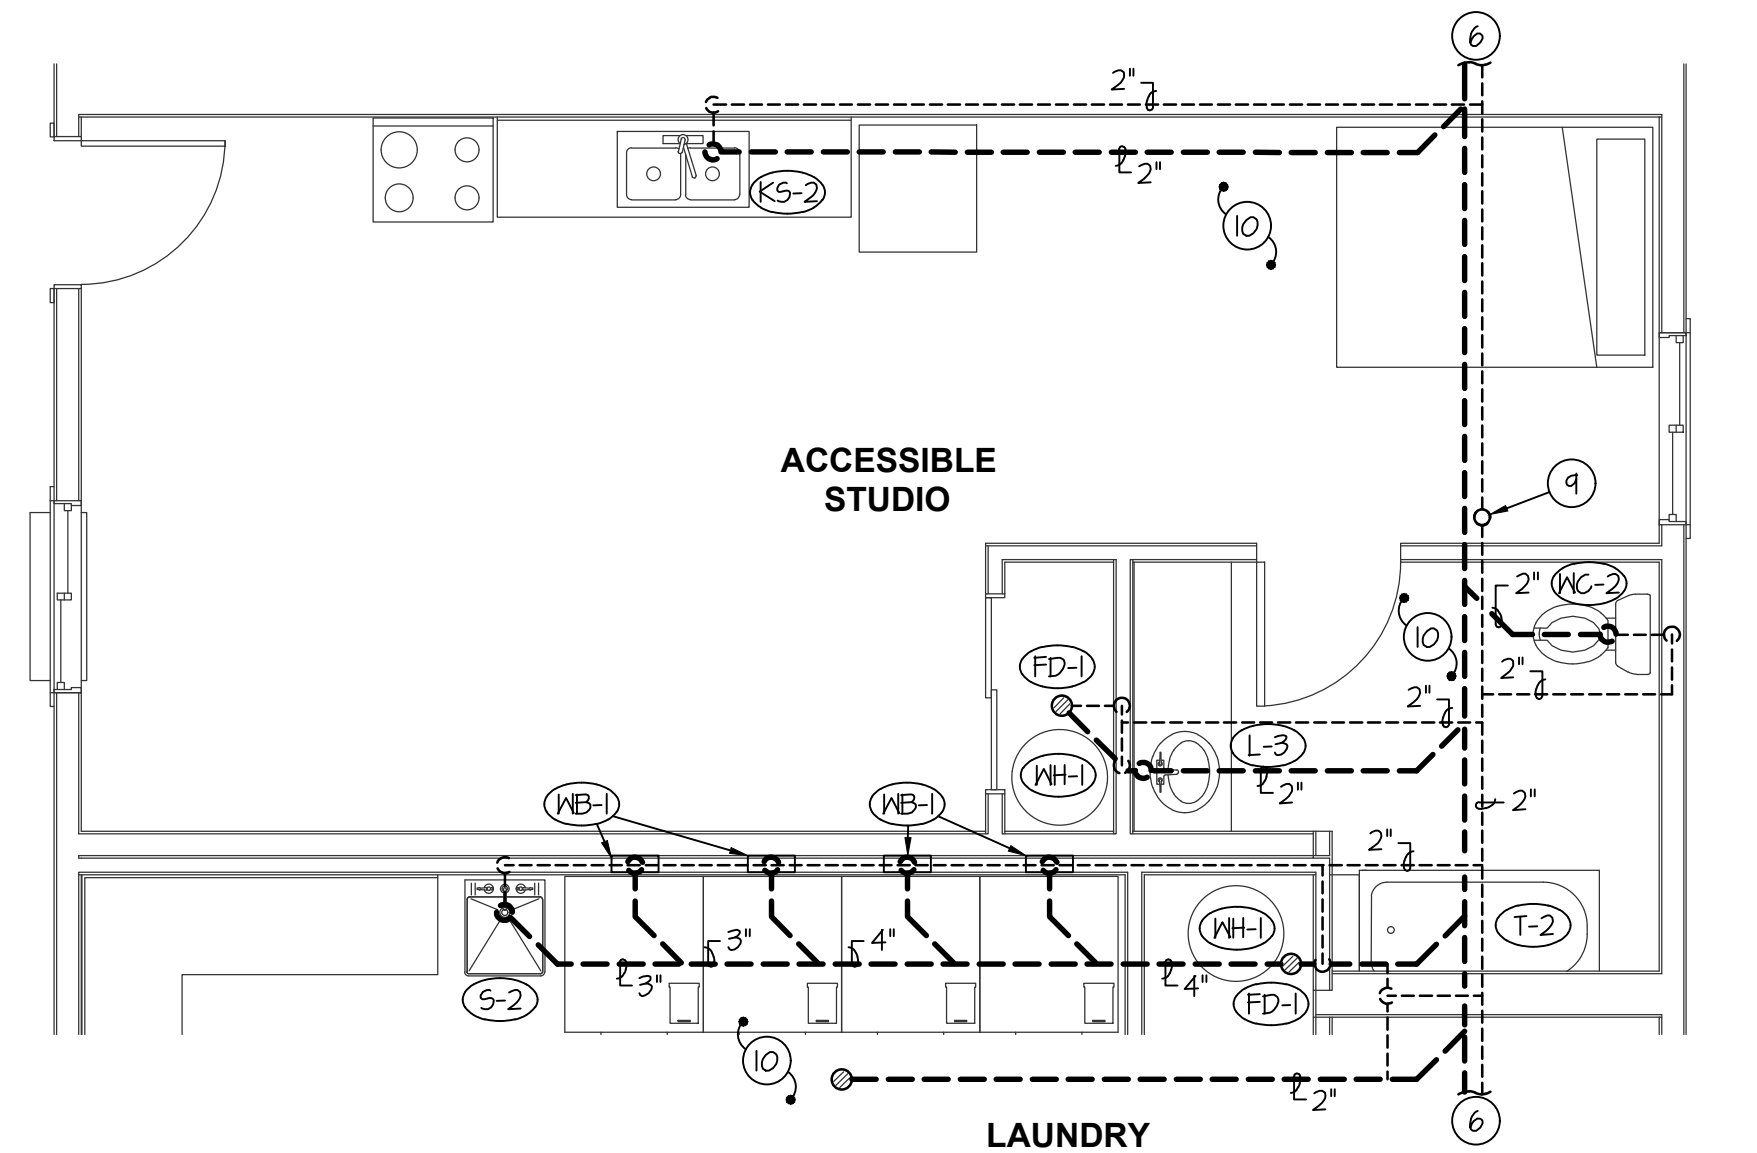 6
2"
KS-2
2"
10
ACCESSIBLE
STUDIO
9
2"
WC-2
10
FD-1
2"
2"
L-3
WH-1
2"
2"
WB-1
WB-1
2"
WH-1
T-2
3"
4"
3"
4"
S-2
FD-1
10
2"
6
LAUNDRY